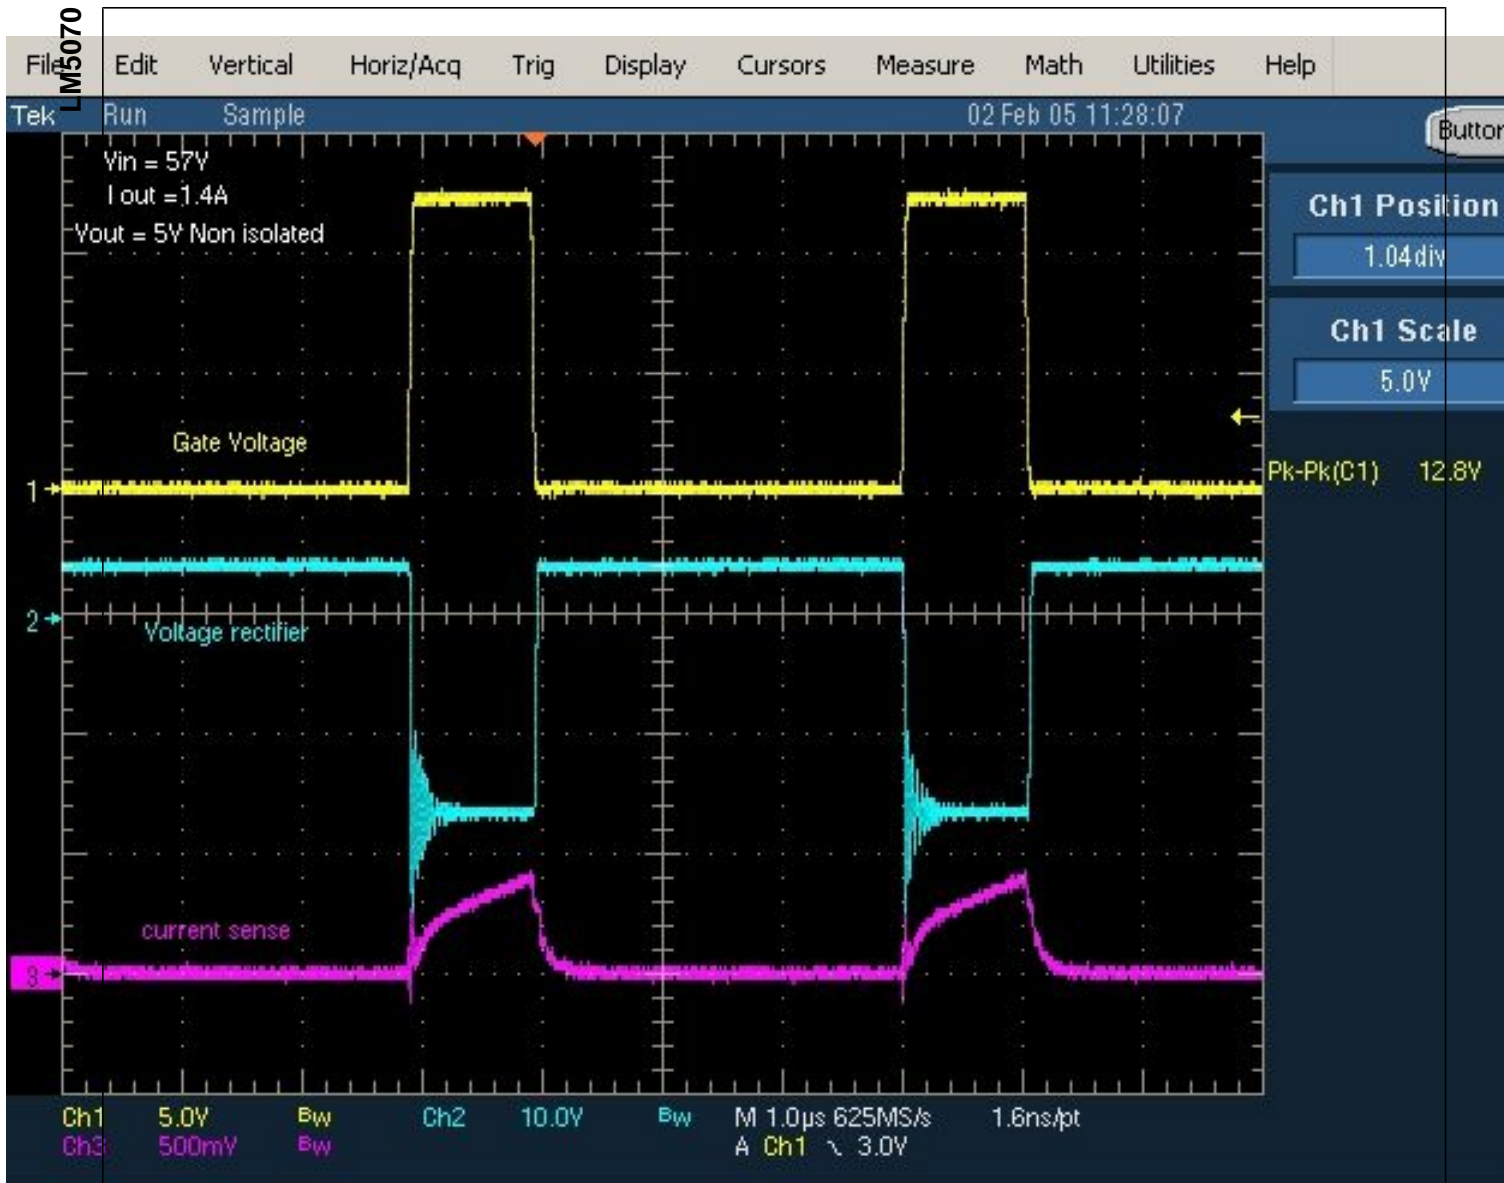 LM5070
File Edit Vertical Horiz/Acq Trig Display Cursors Measure Math Utilities Help
Tek Run Sample 02 Feb 05 11:28:07
Button
Vin = 57V
I out =1.4A
Vout = 5V Non isolated
Ch1 Position
1.04div
Ch1 Scale
5.0V
Gate Voltage
Pk-Pk(C1) 12.8V
1
2
Voltage rectifier
current sense
3
Ch1 5.0V Bw Ch2 10.0V Bw M 1.0µs 625MS/s 1.6ns/pt
Ch3 500mV Bw A Ch1 3.0V